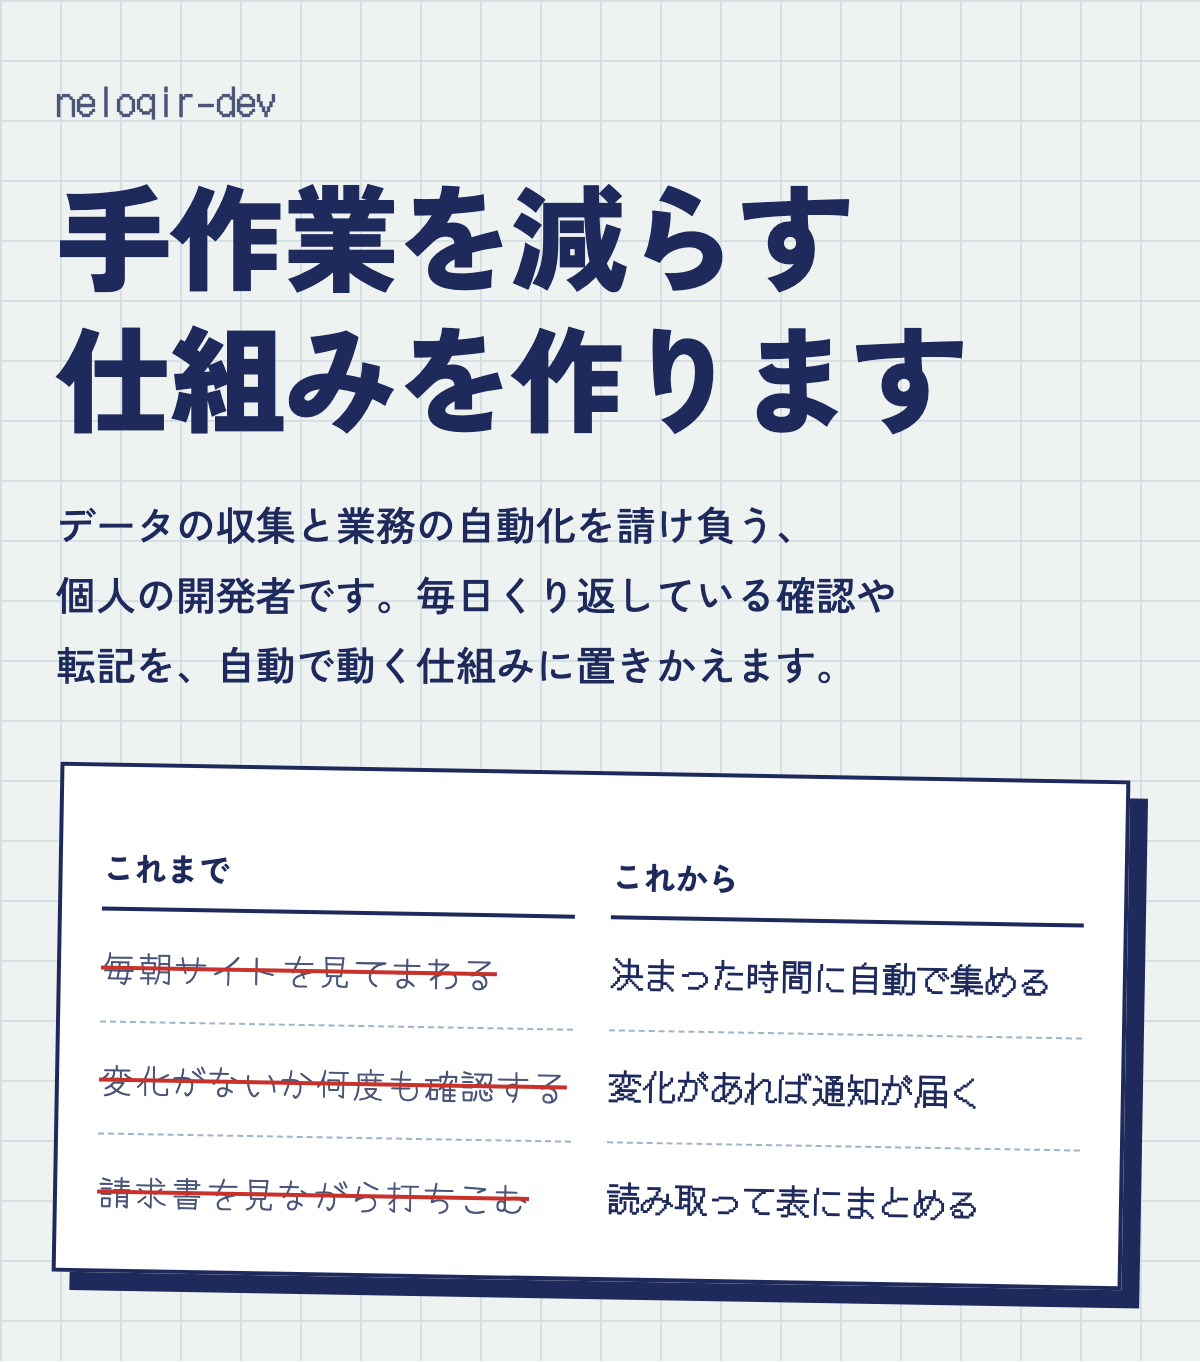 neloqir-dev
手作業を減らす
仕組みを作ります
データの収集と業務の自動化を請け負う、
個人の開発者です。毎日くり返している確認や
転記を、自動で動く仕組みに置きかえます。
これまで
これから
毎朝サイトを見てまわる
決まった時間に自動で集める
変化がないか何度も確認する
変化があれば通知が届く
請求書を見ながら打ちこむ
読み取って表にまとめる